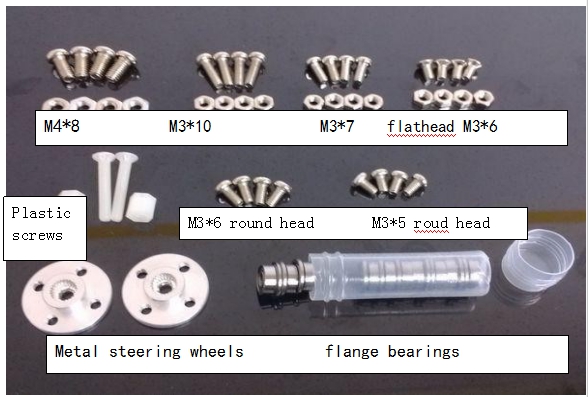 M4*8 M3*10 M3*7 flathead M3*6
Plastic
screws
M3*6 round head M3*5 roud head
Metal steering wheels flange bearings